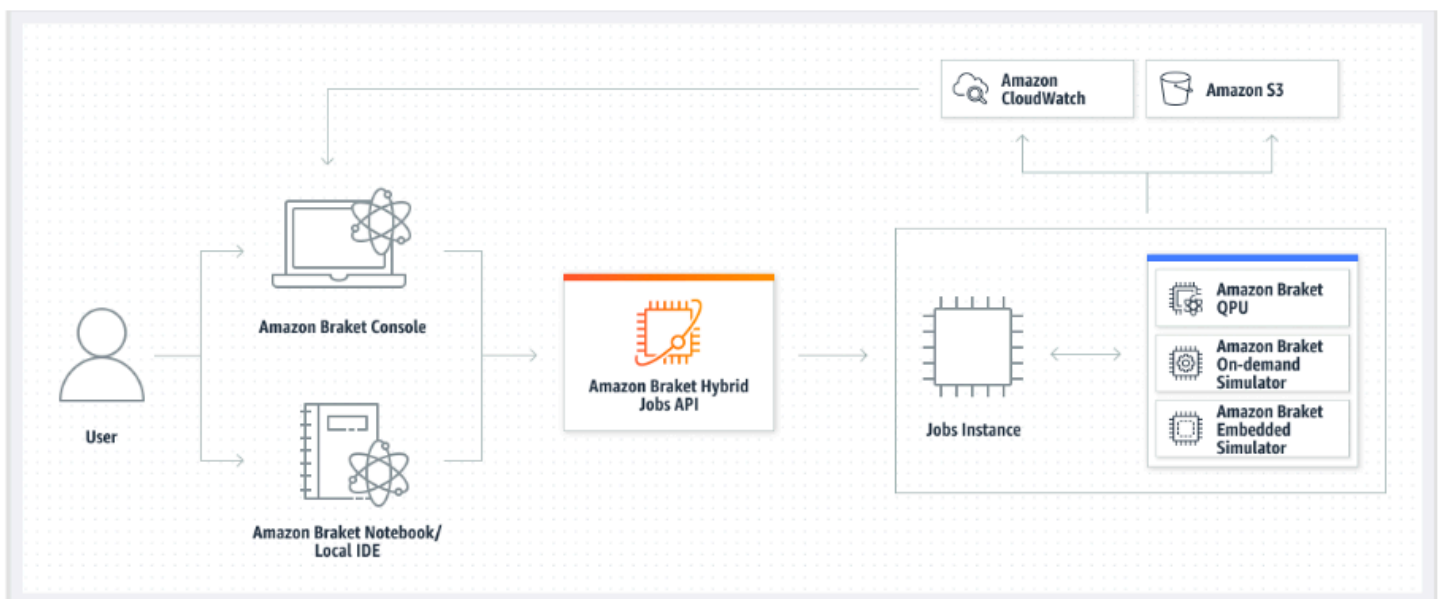 Amazon
CloudWatch
Amazon S3
Amazon Braket Console
User
Amazon Braket Notebook/
Local IDE
Amazon Braket Hybrid
Jobs API
Jobs Instance
Amazon Braket
QPU
Amazon Braket
On-demand
Simulator
Amazon Braket
Embedded
Simulator